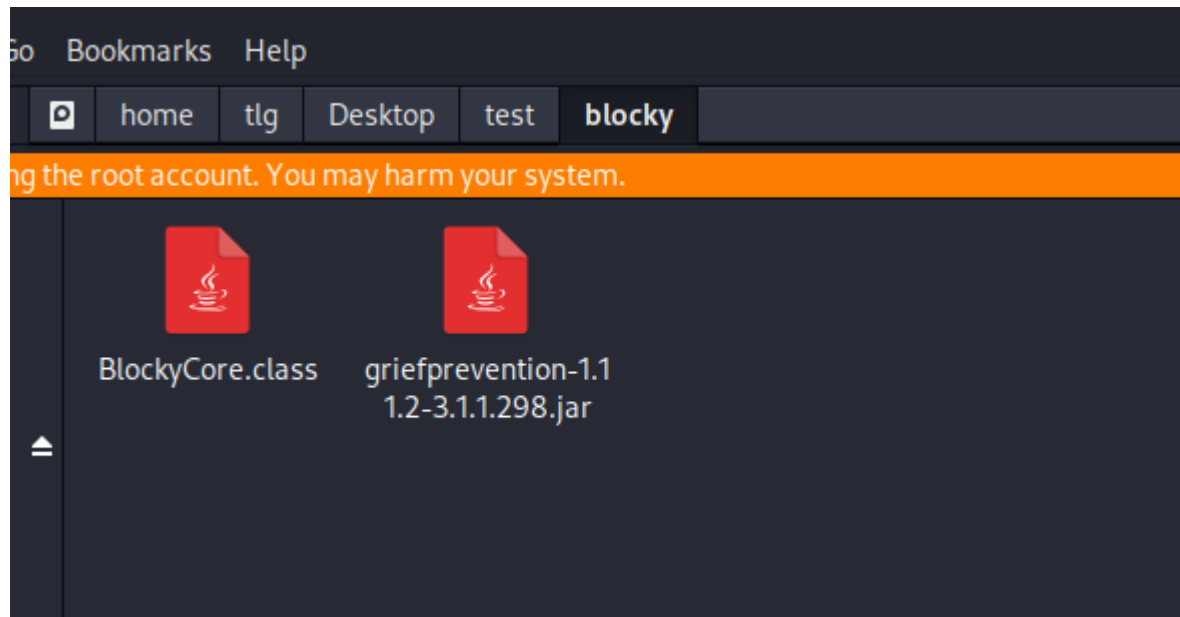 Go Bookmarks Help
home tlg Desktop test blocky
ng the root account. You may harm your system.
BlockyCore.class griefprevention-1.1
1.2-3.1.1.298.jar